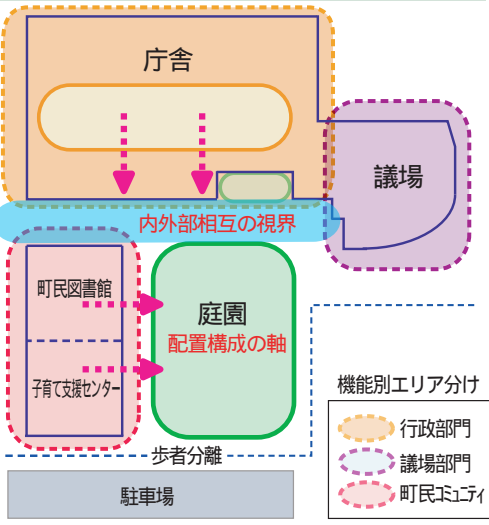 庁舎
議場
内外部相互の視界
町民図書館
庭園
配置構成の軸
子育て支援センター
歩者分離
駐車場
機能別エリア分け
行政部門
議場部門
町民コミュニティ